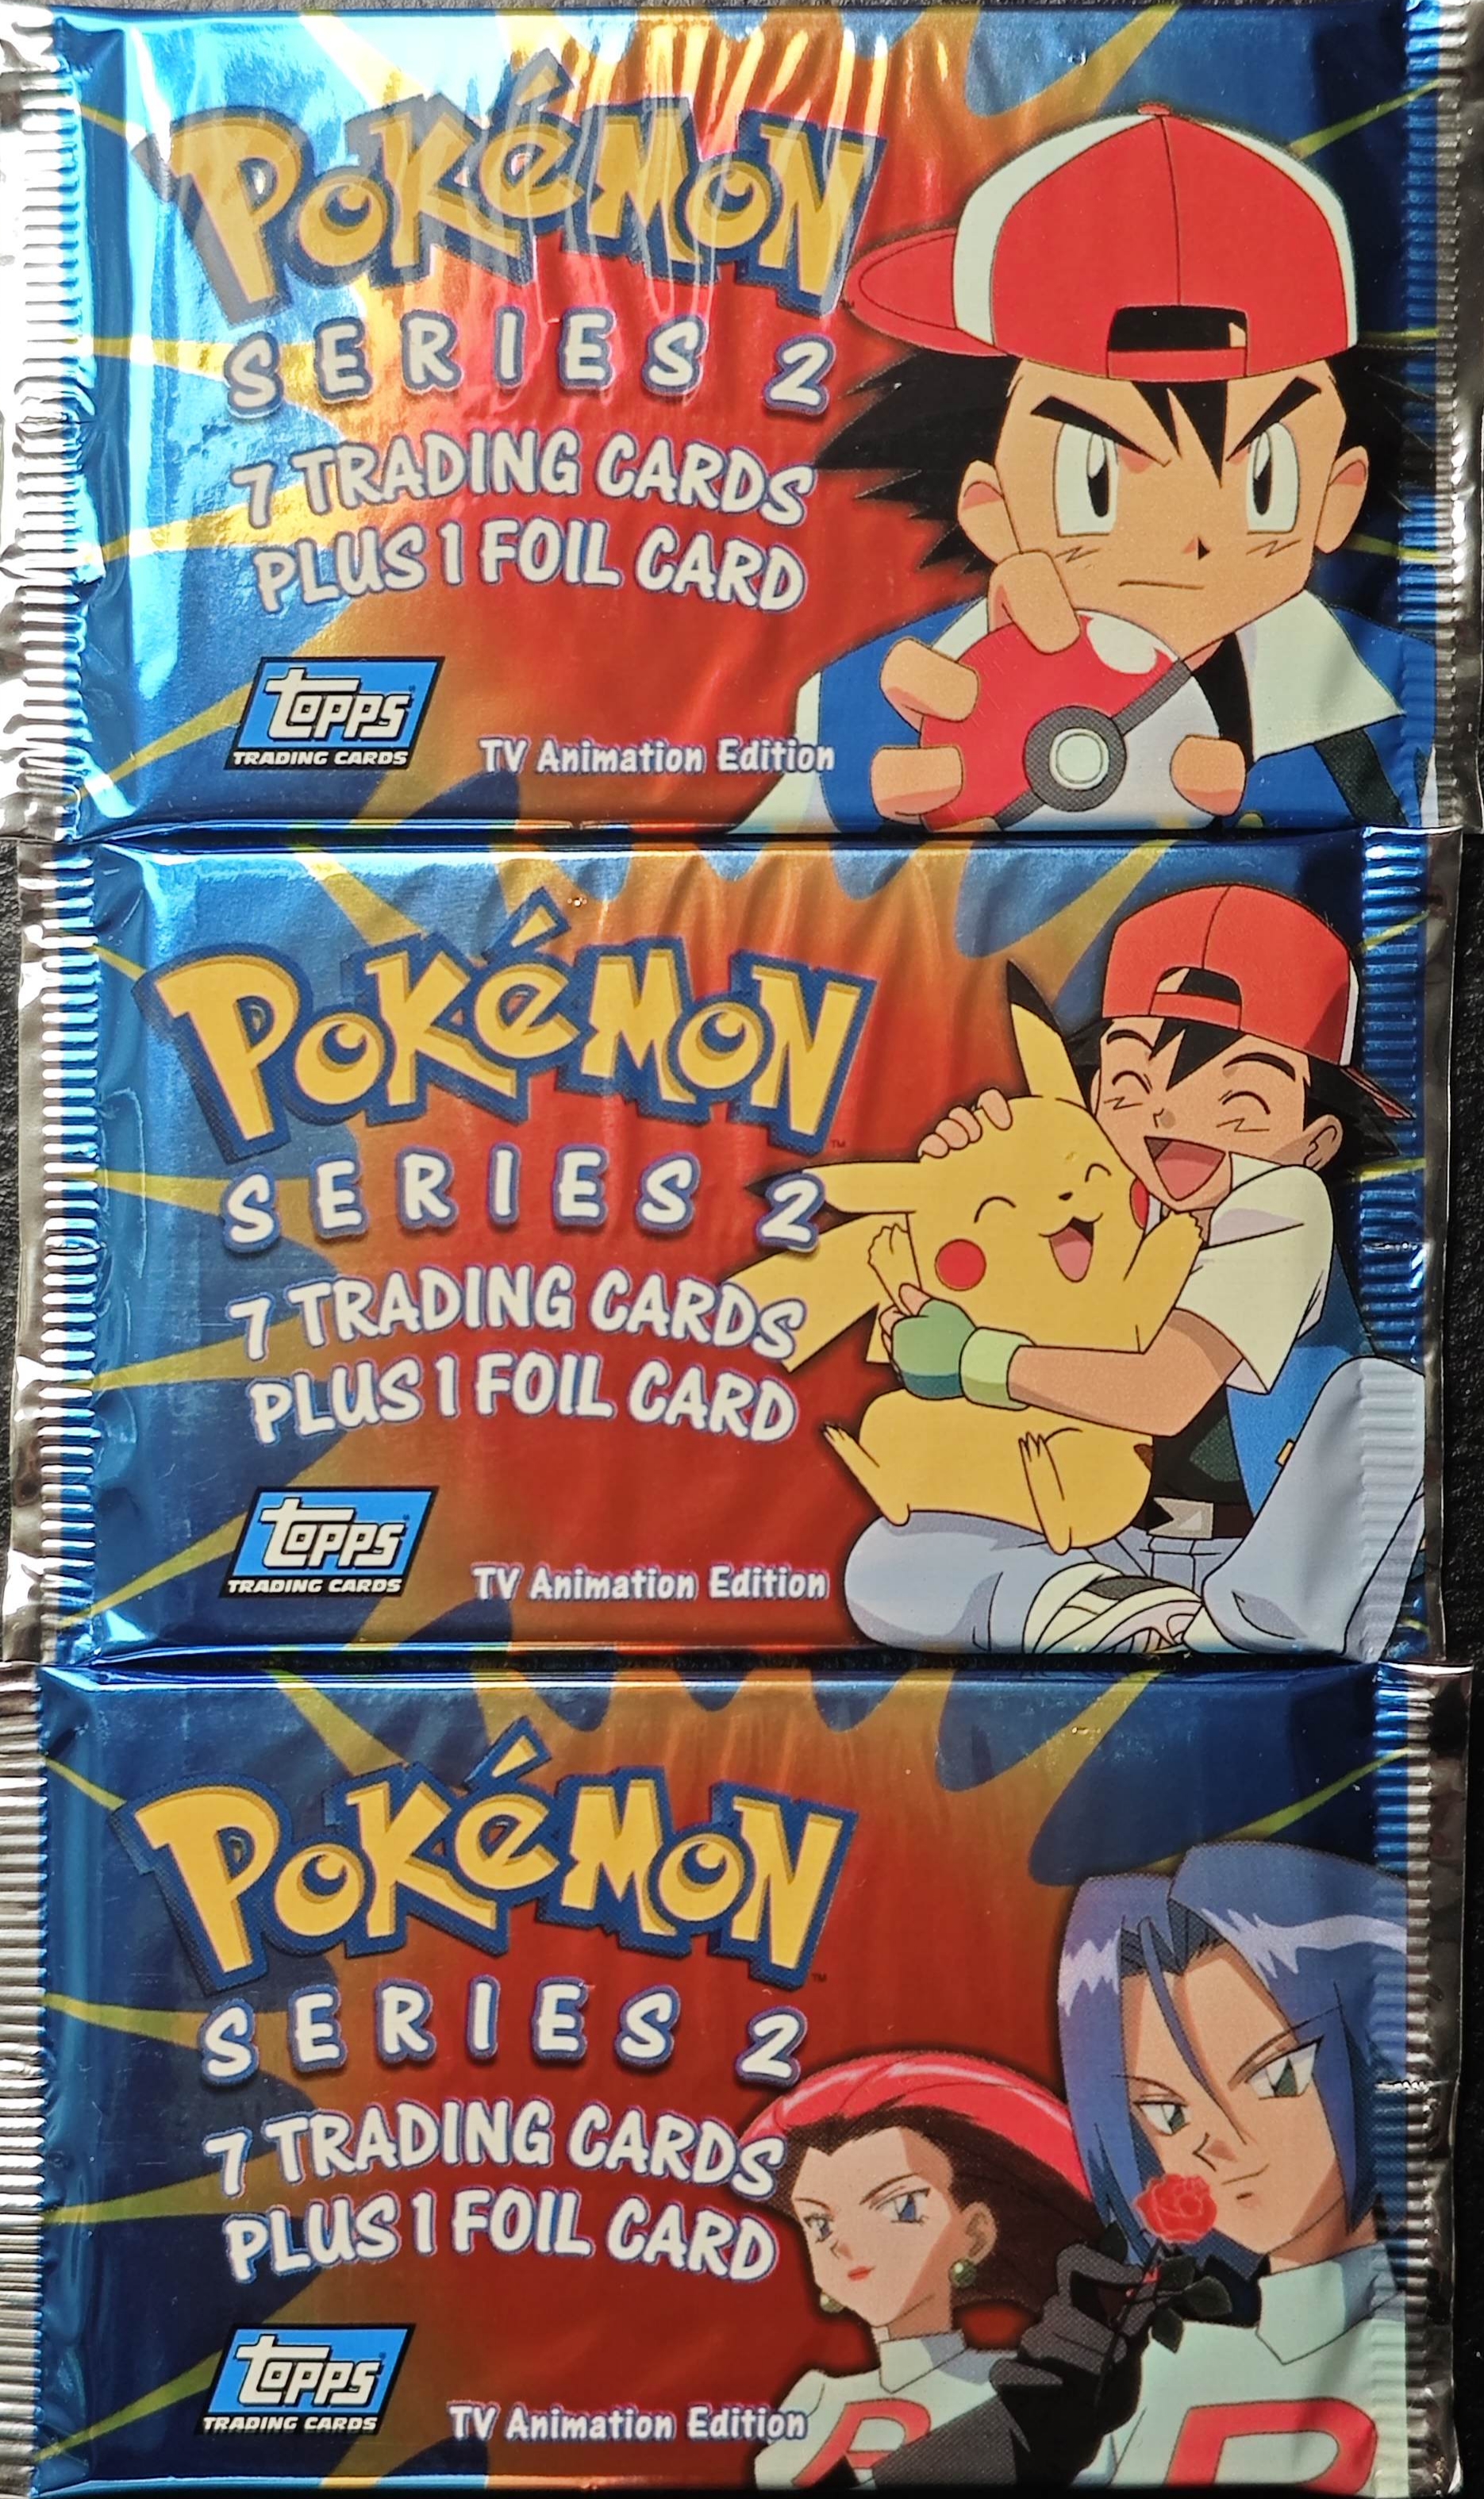 POKéMON
SERIES 2
7 TRADING CARDS
PLUS 1 FOIL CARD
TOPPS
TRADING CARDS
TV Animation Edition
POKéMON™
SERIES 2
7 TRADING CARDS
PLUS 1 FOIL CARD
TOPPS
TRADING CARDS
TV Animation Edition
POKéMON™
SERIES 2
7 TRADING CARDS
PLUS 1 FOIL CARD
TOPPS
TRADING CARDS
TV Animation Edition
R
R